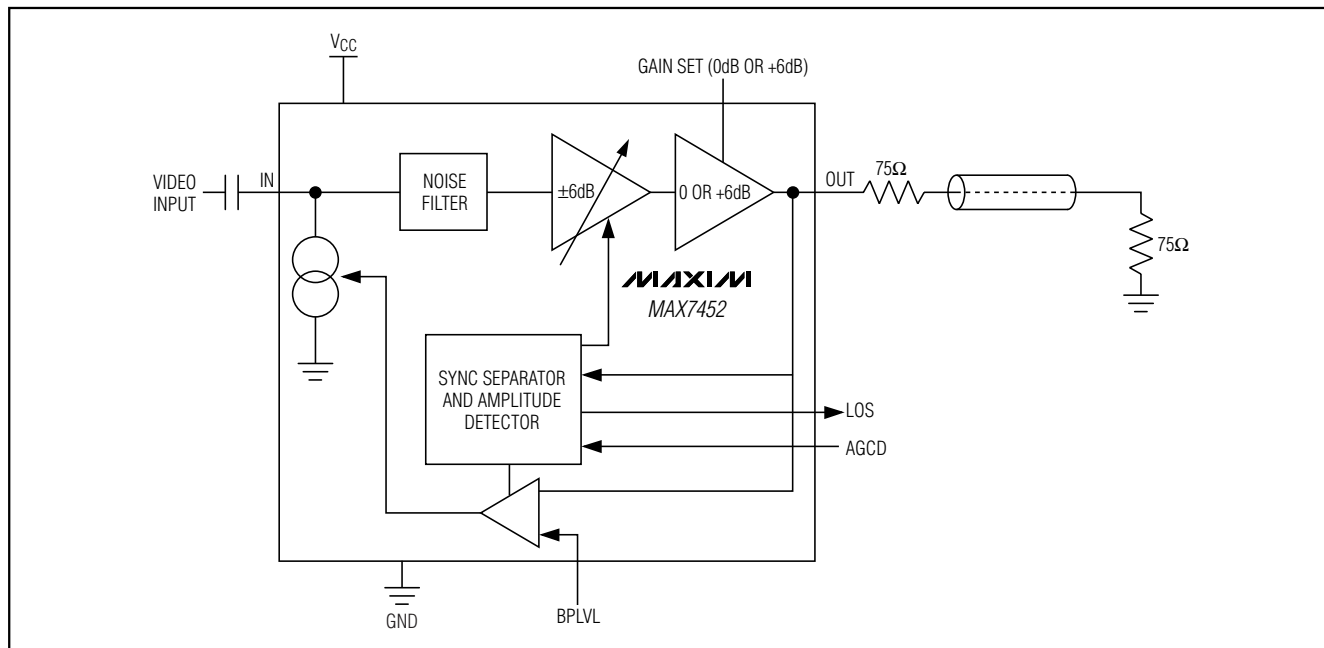 VCC
GAIN SET (0dB OR +6dB)
VIDEO
INPUT
IN
NOISE
FILTER
±6dB
0 OR +6dB
OUT
75Ω
75Ω
MAXIM
MAX7452
SYNC SEPARATOR
AND AMPLITUDE
DETECTOR
LOS
AGCD
GND
BPLVL